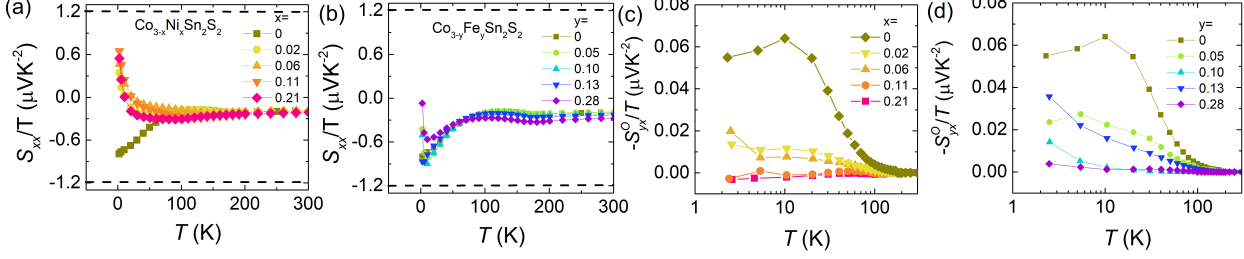 (a)
Co3-xNixSn2S2
x=
0
0.02
0.06
0.11
0.21
1.2
0.6
0.0
-0.6
-1.2
Sxx/T (μVK-2)
0 100 200 300
T (K)
(b)
Co3-yFeySn2S2
y=
0
0.05
0.10
0.13
0.28
1.2
0.6
0.0
-0.6
-1.2
Sxx/T (μVK-2)
0 100 200 300
T (K)
(c)
x=
0
0.02
0.06
0.11
0.21
0.08
0.06
0.04
0.02
0.00
-SOyx/T (μVK-2)
1 10 100
T (K)
(d)
y=
0
0.05
0.10
0.13
0.28
0.08
0.06
0.04
0.02
0.00
-SOyx/T (μVK-2)
1 10 100
T (K)